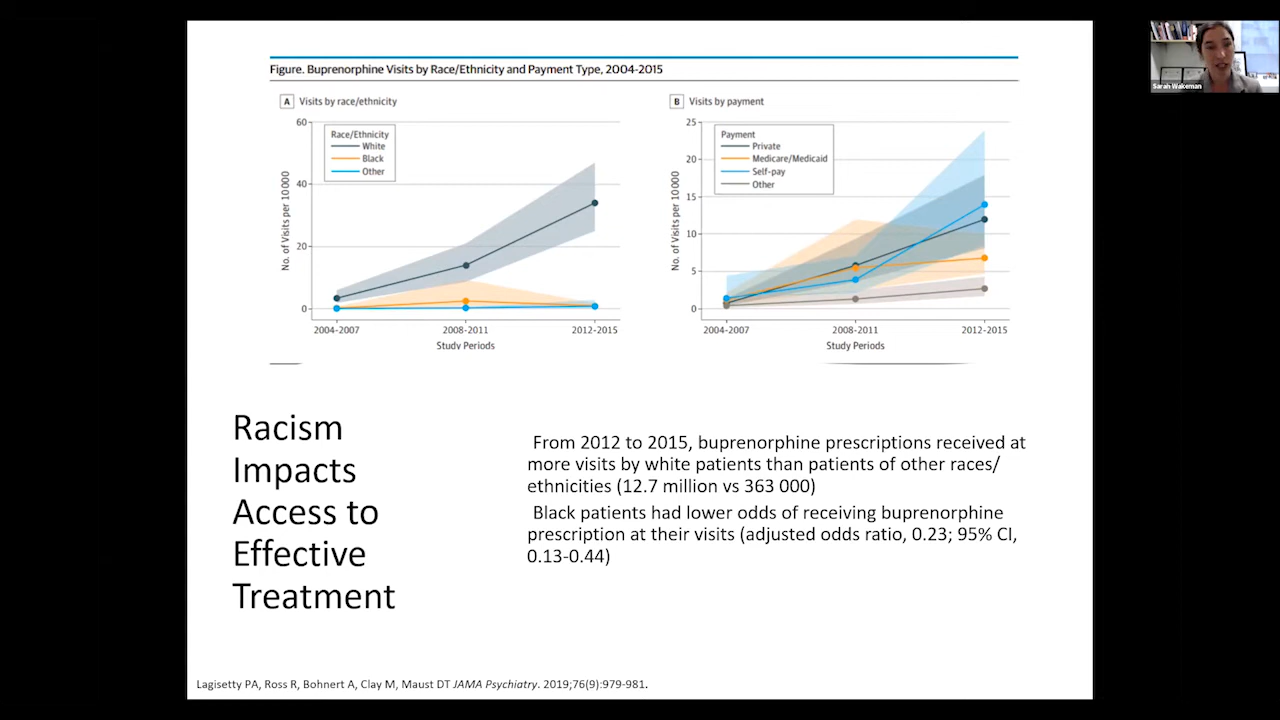 Figure. Buprenorphine Visits by Race/Ethnicity and Payment Type, 2004-2015
A Visits by race/ethnicity
60
40
20
0
No. of Visits per 10 000
Race/Ethnicity
White
Black
Other
2004-2007
2008-2011
2012-2015
Study Periods
B Visits by payment
25
20
15
10
5
0
No. of Visits per 10 000
Payment
Private
Medicare/Medicaid
Self-pay
Other
2004-2007
2008-2011
2012-2015
Study Periods
Sarah Wakeman
Racism
Impacts
Access to
Effective
Treatment
From 2012 to 2015, buprenorphine prescriptions received at
more visits by white patients than patients of other races/
ethnicities (12.7 million vs 363 000)
Black patients had lower odds of receiving buprenorphine
prescription at their visits (adjusted odds ratio, 0.23; 95% CI,
0.13-0.44)
Lagisetty PA, Ross R, Bohnert A, Clay M, Maust DT JAMA Psychiatry. 2019;76(9):979-981.